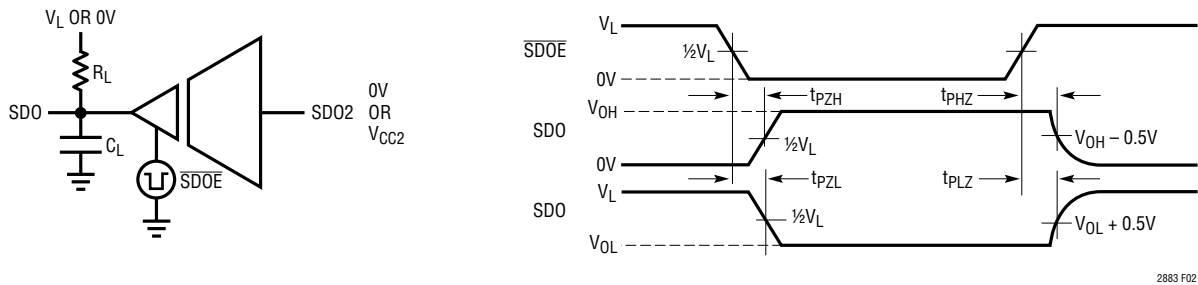 V_L OR 0V
R_L
SDO
C_L
SDOE
SDO2
0V
OR
V_CC2
SDOE
V_L
½V_L
0V
t_PZH
t_PHZ
SDO
V_OH
½V_L
V_OH – 0.5V
0V
t_PZL
t_PLZ
SDO
V_L
½V_L
V_OL + 0.5V
V_OL
2883 F02